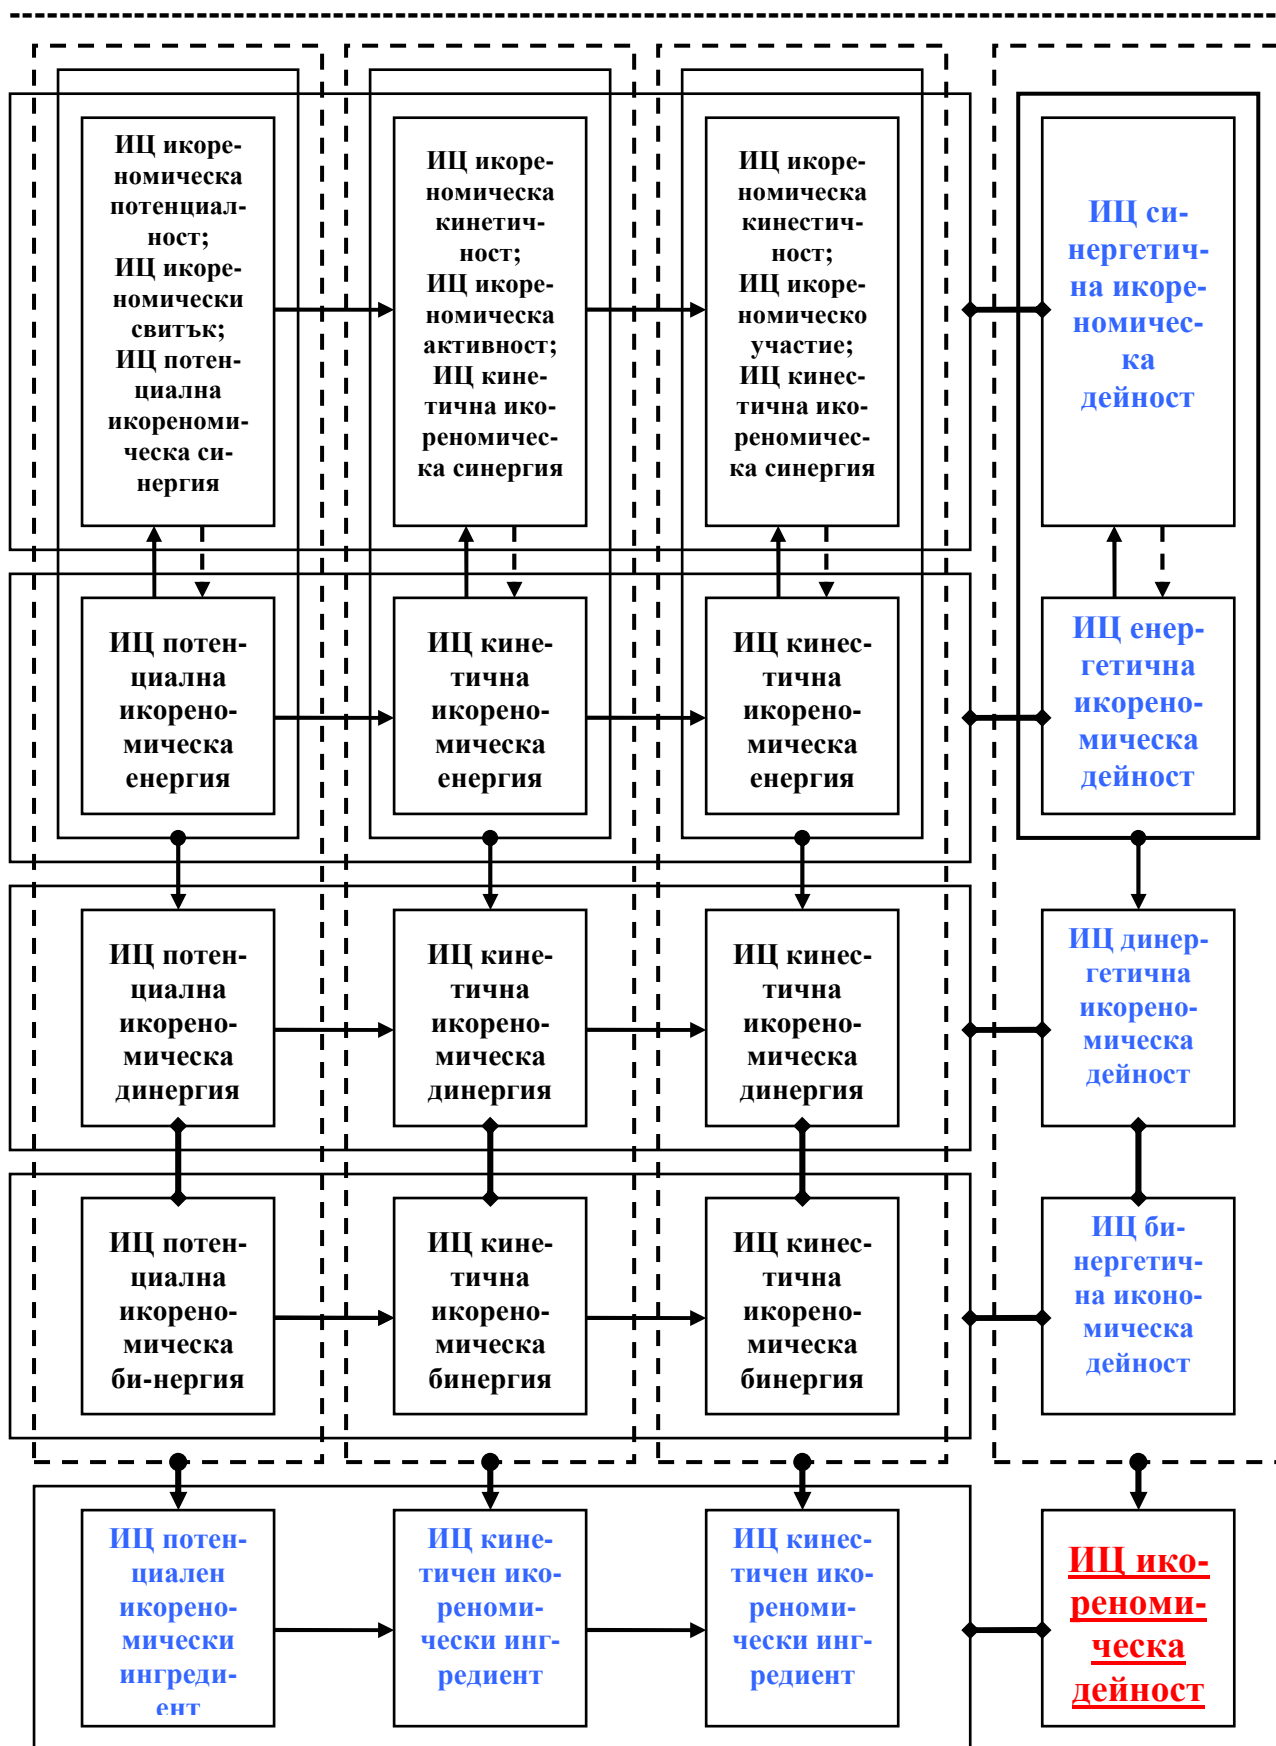 ИЦ икоре-
номическа
потенциал-
ност;
ИЦ икоре-
номически
свитък;
ИЦ потен-
циална
икореноми-
ческа си-
нергия
ИЦ икоре-
номическа
кинетич-
ност;
ИЦ икоре-
номическа
активност;
ИЦ кине-
тична ико-
реномичес-
ка синергия
ИЦ икоре-
номическа
кинестич-
ност;
ИЦ икоре-
номическо
участие;
ИЦ кинес-
тична ико-
реномичес-
ка синергия
ИЦ си-
нергетич-
на икоре-
номичес-
ка
дейност
ИЦ потен-
циална
икорено-
мическа
енергия
ИЦ кине-
тична
икорено-
мическа
енергия
ИЦ кинес-
тична
икорено-
мическа
енергия
ИЦ енер-
гетична
икорено-
мическа
дейност
ИЦ потен-
циална
икорено-
мическа
динергия
ИЦ кине-
тична
икорено-
мическа
динергия
ИЦ кинес-
тична
икорено-
мическа
динергия
ИЦ динер-
гетична
икорено-
мическа
дейност
ИЦ потен-
циална
икорено-
мическа
би-нергия
ИЦ кине-
тична
икорено-
мическа
бинергия
ИЦ кинес-
тична
икорено-
мическа
бинергия
ИЦ би-
нергетич-
на иконо-
мическа
дейност
ИЦ потен-
циален
икорено-
мически
ингреди-
ент
ИЦ кине-
тичен ико-
реноми-
чески инг-
редиент
ИЦ кинес-
тичен ико-
реноми-
чески инг-
редиент
ИЦ ико-
реноми-
ческа
дейност